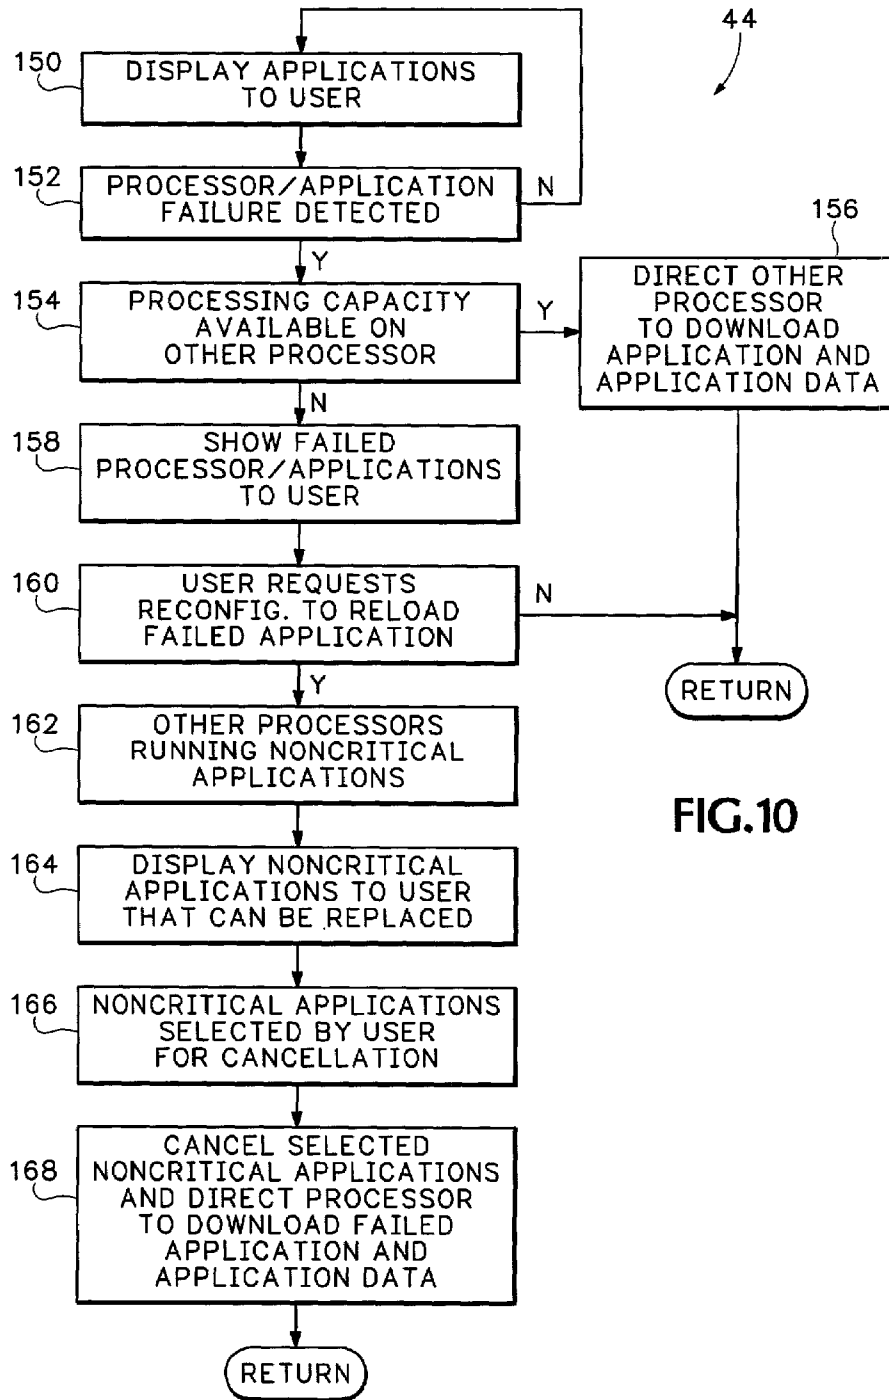 44
150
DISPLAY APPLICATIONS
TO USER
152
PROCESSOR/APPLICATION
FAILURE DETECTED
N
Y
154
PROCESSING CAPACITY
AVAILABLE ON
OTHER PROCESSOR
Y
156
DIRECT OTHER
PROCESSOR
TO DOWNLOAD
APPLICATION AND
APPLICATION DATA
N
158
SHOW FAILED
PROCESSOR/APPLICATIONS
TO USER
160
USER REQUESTS
RECONFIG. TO RELOAD
FAILED APPLICATION
N
RETURN
Y
162
OTHER PROCESSORS
RUNNING NONCRITICAL
APPLICATIONS
FIG.10
164
DISPLAY NONCRITICAL
APPLICATIONS TO USER
THAT CAN BE REPLACED
166
NONCRITICAL APPLICATIONS
SELECTED BY USER
FOR CANCELLATION
168
CANCEL SELECTED
NONCRITICAL APPLICATIONS
AND DIRECT PROCESSOR
TO DOWNLOAD FAILED
APPLICATION AND
APPLICATION DATA
RETURN